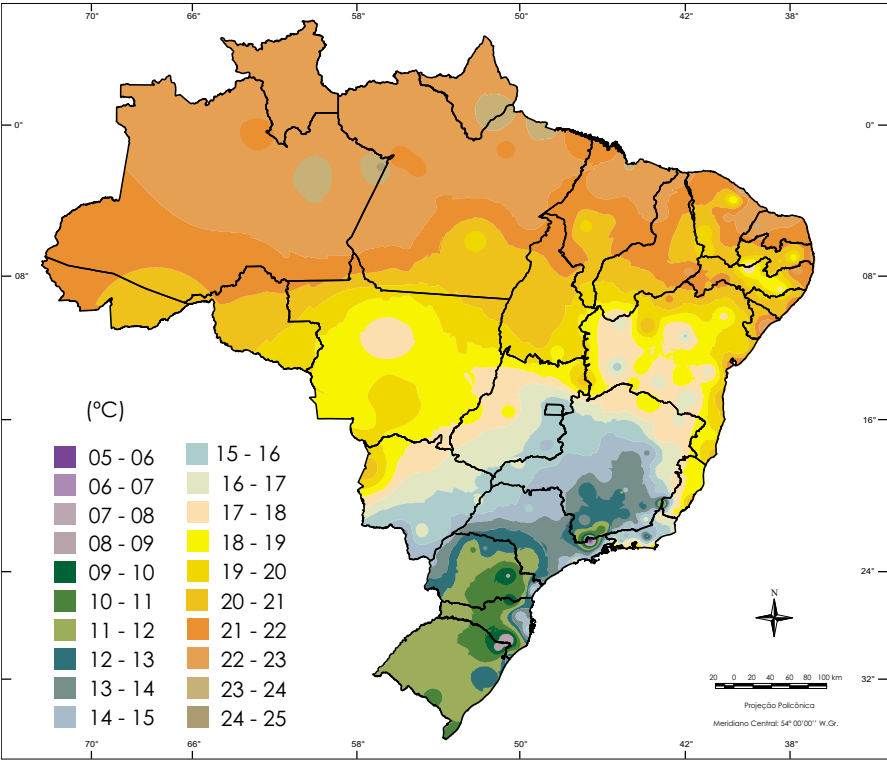 70° 66° 58° 50° 42° 38°
0° 0°
08° 08°
16° 16°
24° 24°
32° 32°
(ºC)
05 - 06
06 - 07
07 - 08
08 - 09
09 - 10
10 - 11
11 - 12
12 - 13
13 - 14
14 - 15
15 - 16
16 - 17
17 - 18
18 - 19
19 - 20
20 - 21
21 - 22
22 - 23
23 - 24
24 - 25
N
20 0 20 40 60 80 100 km
Projeção Policônica
Meridiano Central: 54º 00'00'' W.Gr.
70° 66° 58° 50° 42° 38°